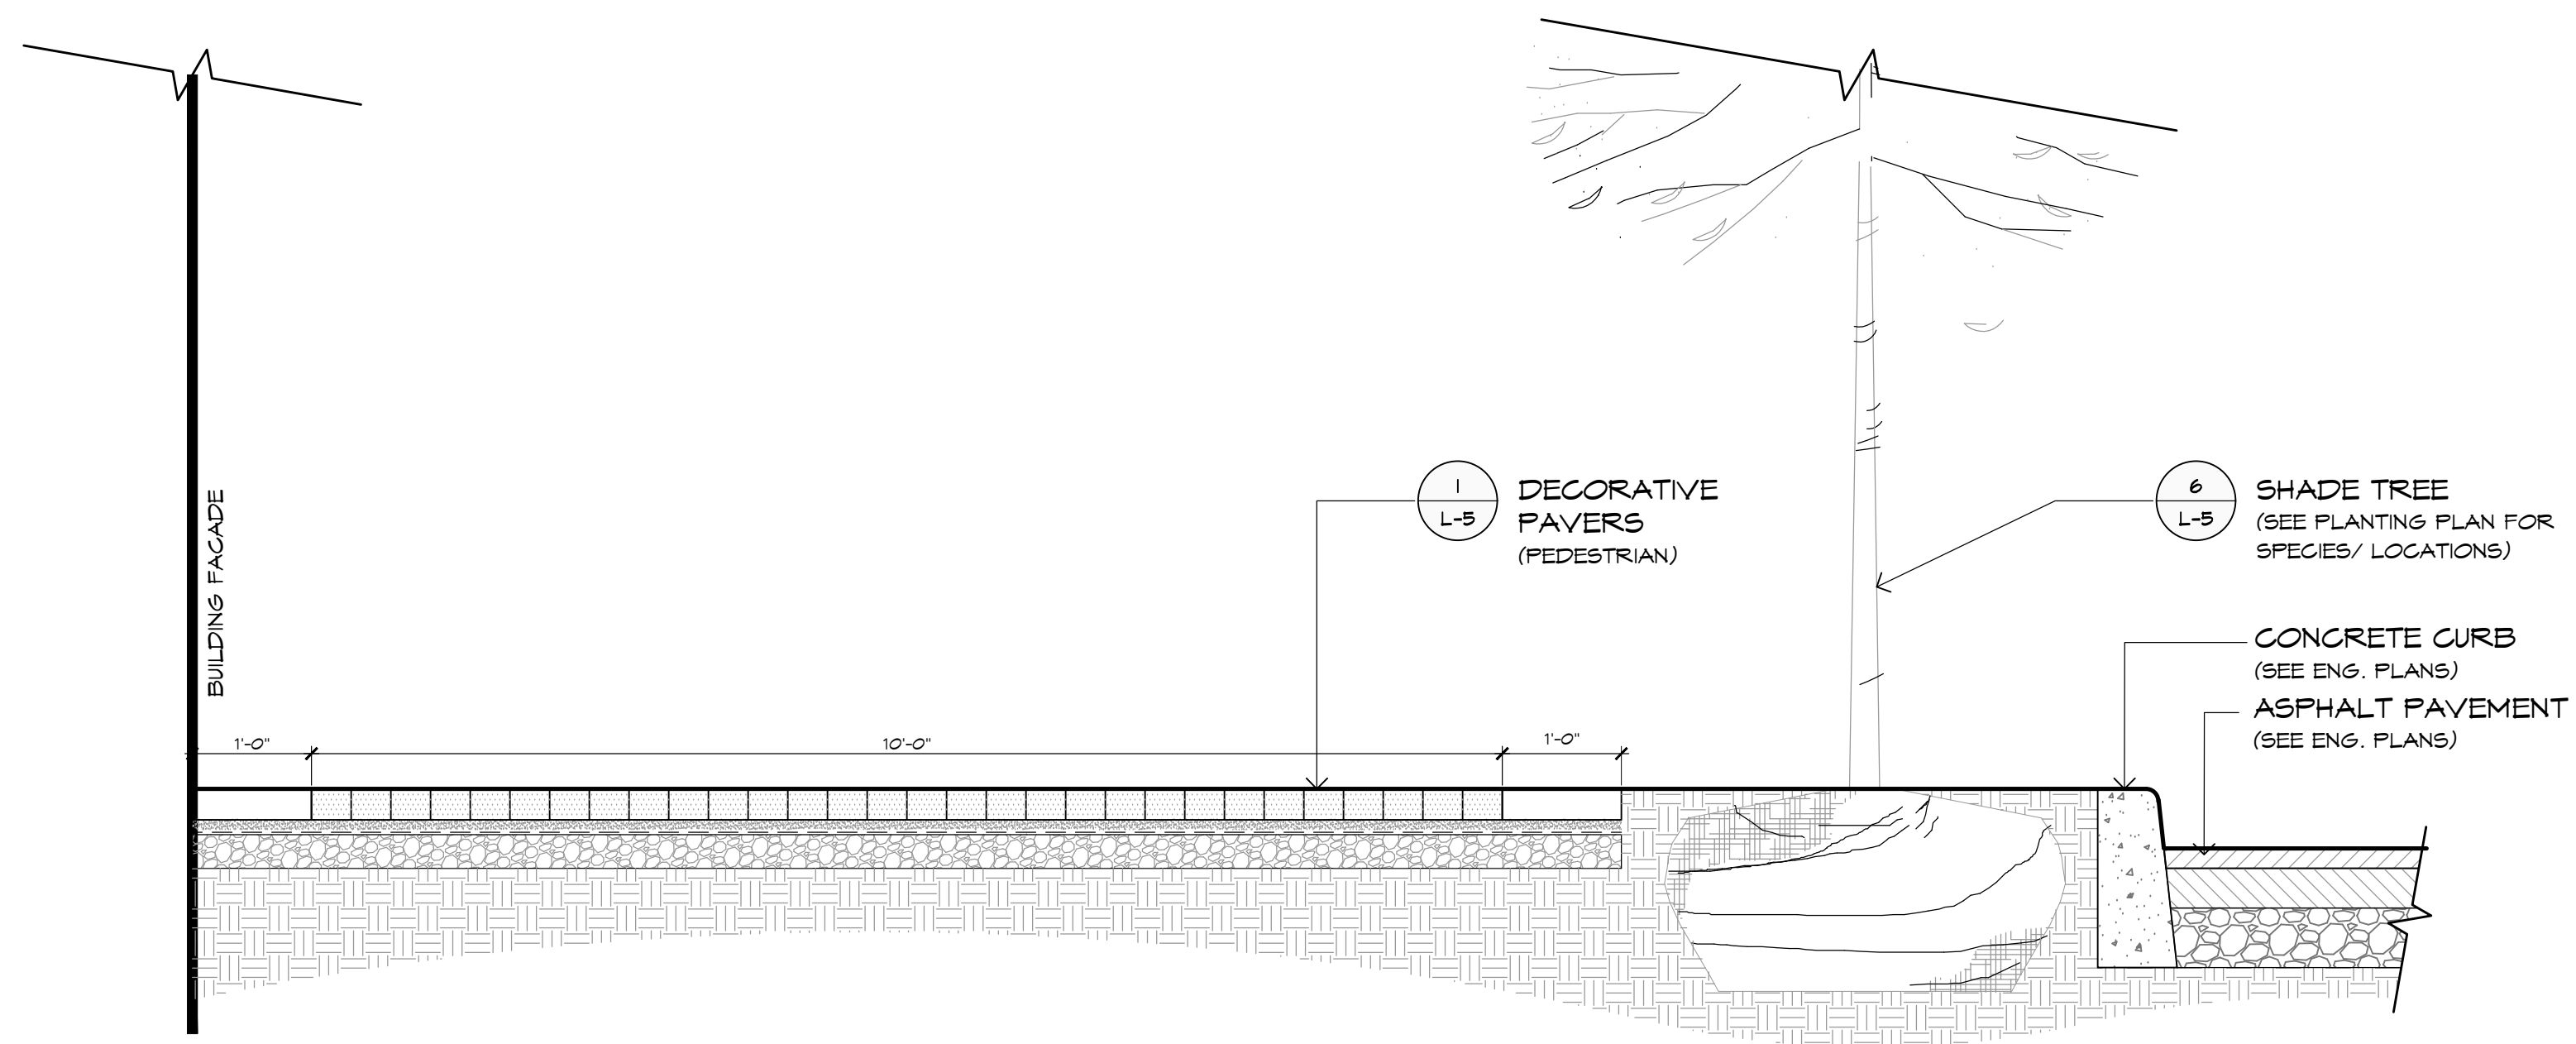 BUILDING FACADE
1'-0"
10'-0"
1'-0"
1
L-5
DECORATIVE
PAVERS
(PEDESTRIAN)
6
L-5
SHADE TREE
(SEE PLANTING PLAN FOR
SPECIES/ LOCATIONS)
CONCRETE CURB
(SEE ENG. PLANS)
ASPHALT PAVEMENT
(SEE ENG. PLANS)